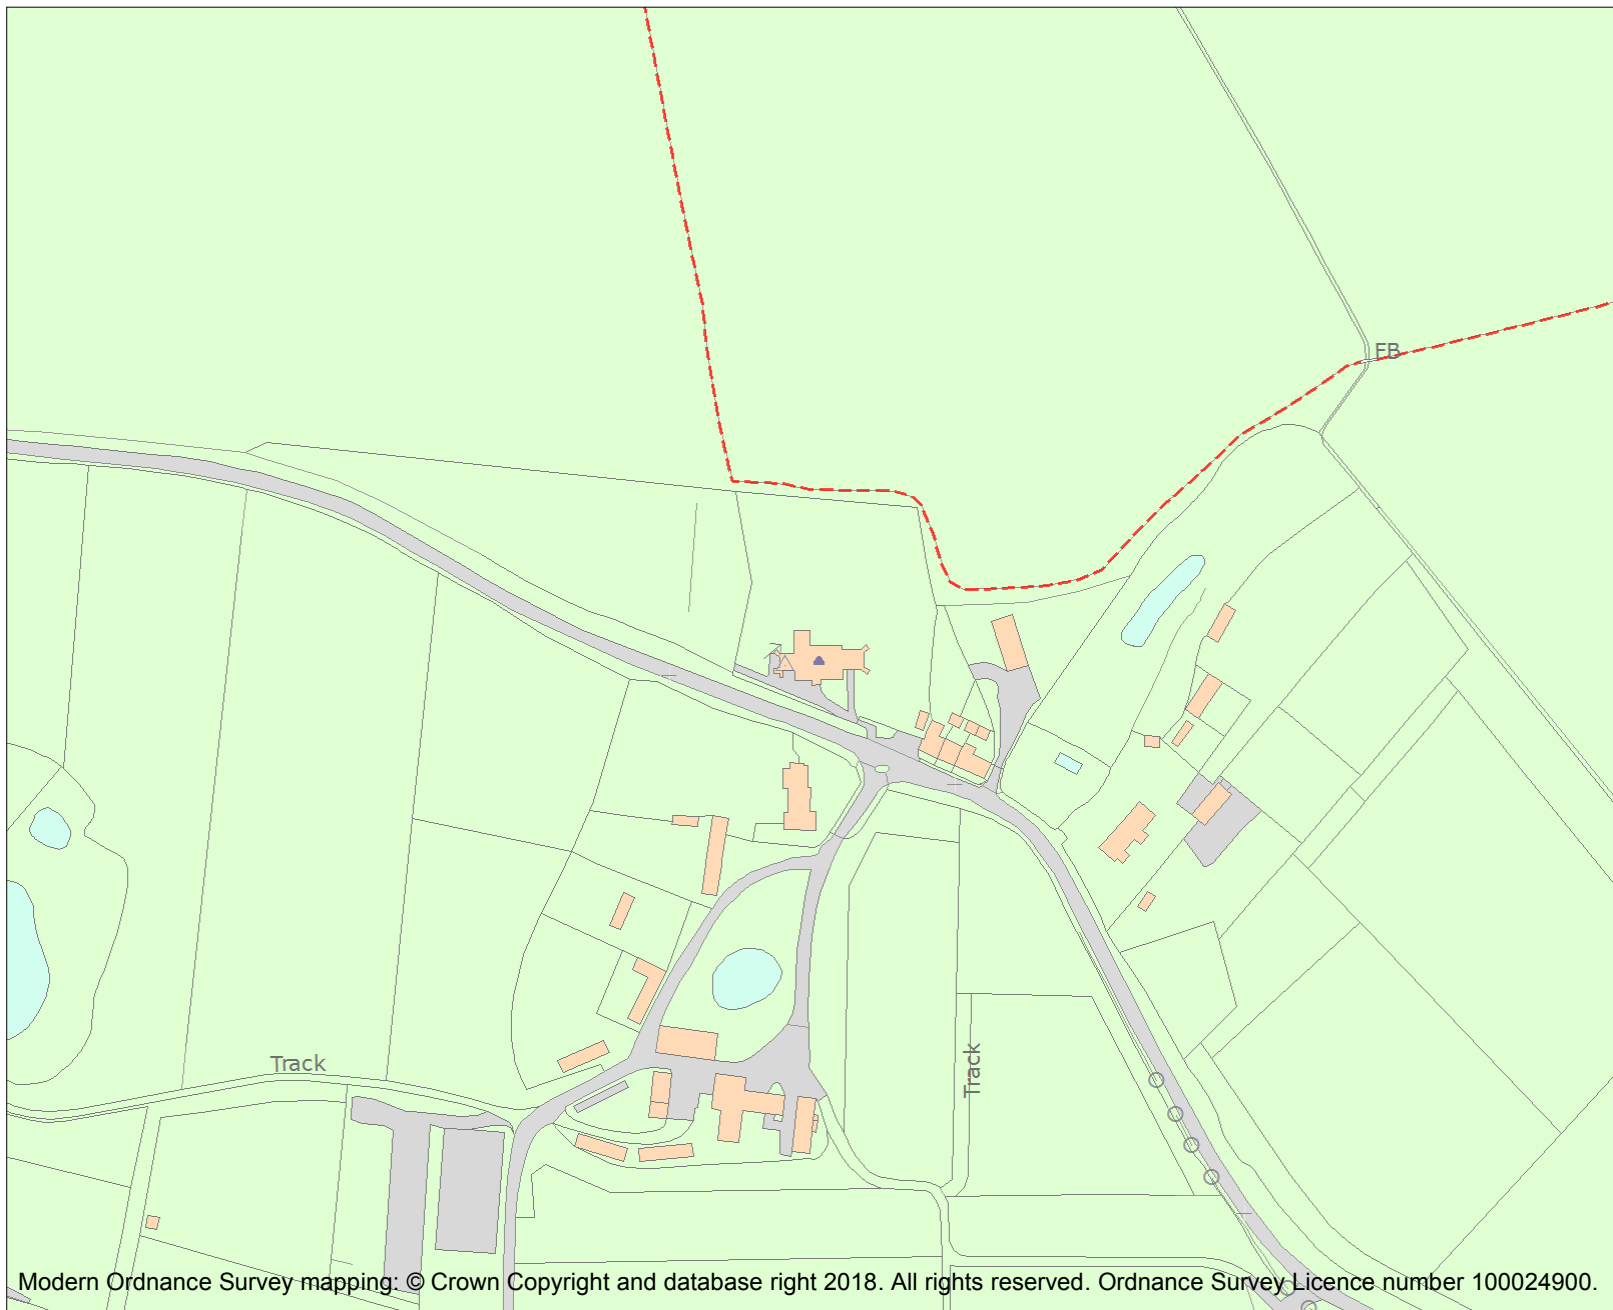 FB
Track
Track
Modern Ordnance Survey mapping: © Crown Copyright and database right 2018. All rights reserved. Ordnance Survey Licence number 100024900.